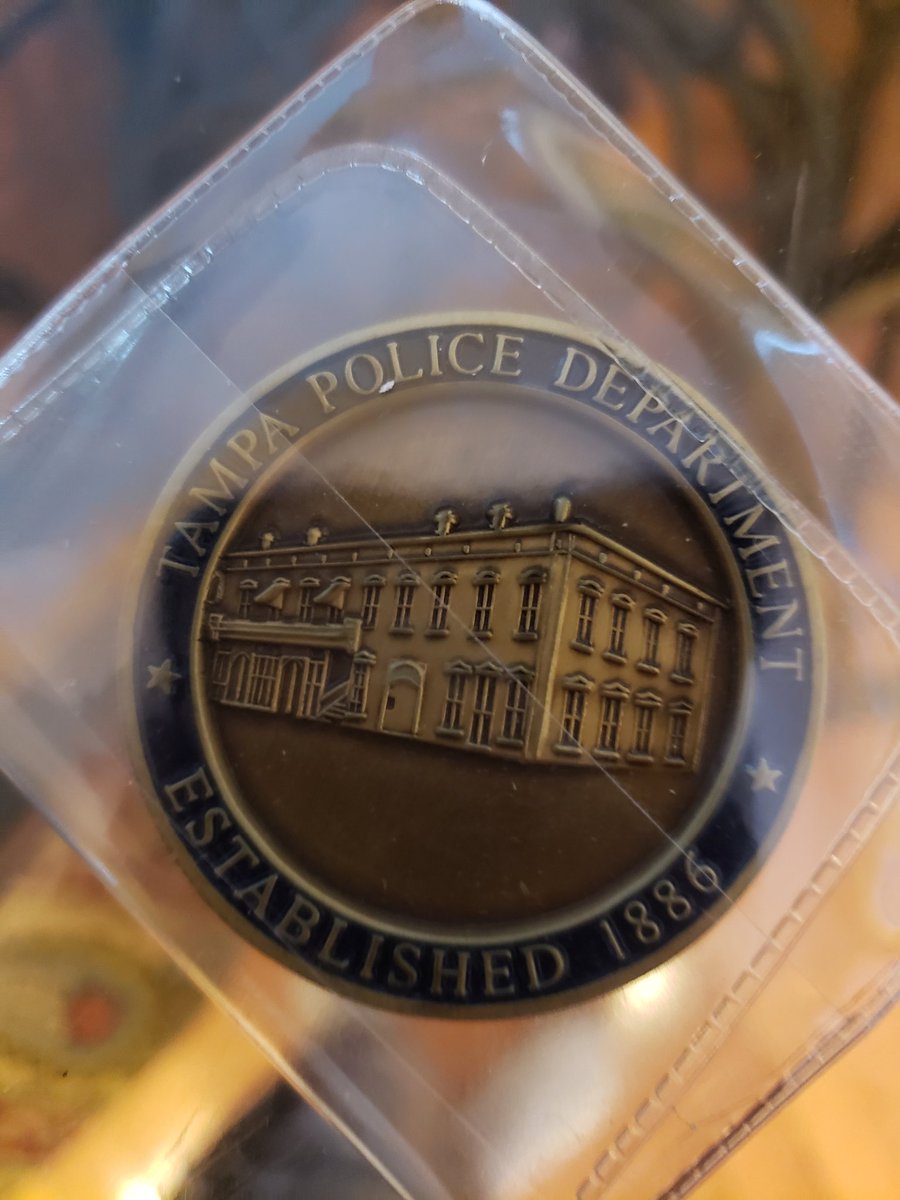 TAMPA POLICE DEPARTMENT
ESTABLISHED 1886